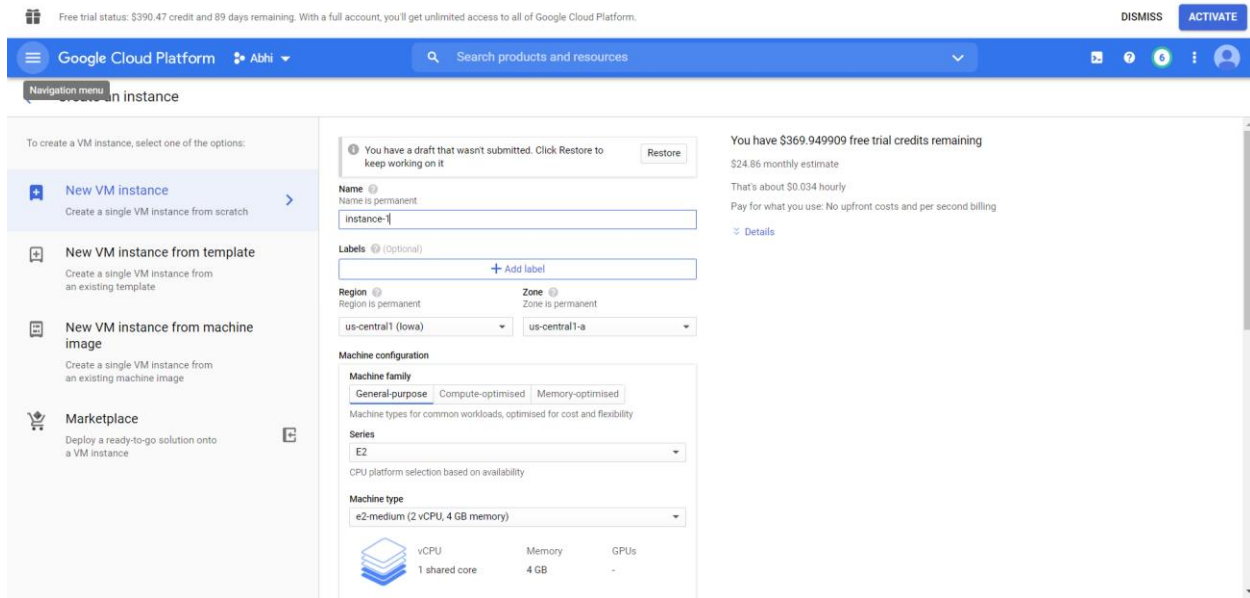 Free trial status: $390.47 credit and 89 days remaining. With a full account, you'll get unlimited access to all of Google Cloud Platform.
DISMISS
ACTIVATE
Google Cloud Platform
Abhi
Search products and resources
6
Navigation menu
an instance
To create a VM instance, select one of the options:
New VM instance
Create a single VM instance from scratch
New VM instance from template
Create a single VM instance from
an existing template
New VM instance from machine
image
Create a single VM instance from
an existing machine image
Marketplace
Deploy a ready-to-go solution onto
a VM instance
You have a draft that wasn't submitted. Click Restore to
keep working on it
Restore
Name
Name is permanent
instance-1
Labels (Optional)
+ Add label
Region
Region is permanent
us-central1 (Iowa)
Zone
Zone is permanent
us-central1-a
Machine configuration
Machine family
General-purpose
Compute-optimised
Memory-optimised
Machine types for common workloads, optimised for cost and flexibility
Series
E2
CPU platform selection based on availability
Machine type
e2-medium (2 vCPU, 4 GB memory)
vCPU
Memory
GPUs
1 shared core
4 GB
-
You have $369.949909 free trial credits remaining
$24.86 monthly estimate
That's about $0.034 hourly
Pay for what you use: No upfront costs and per second billing
Details